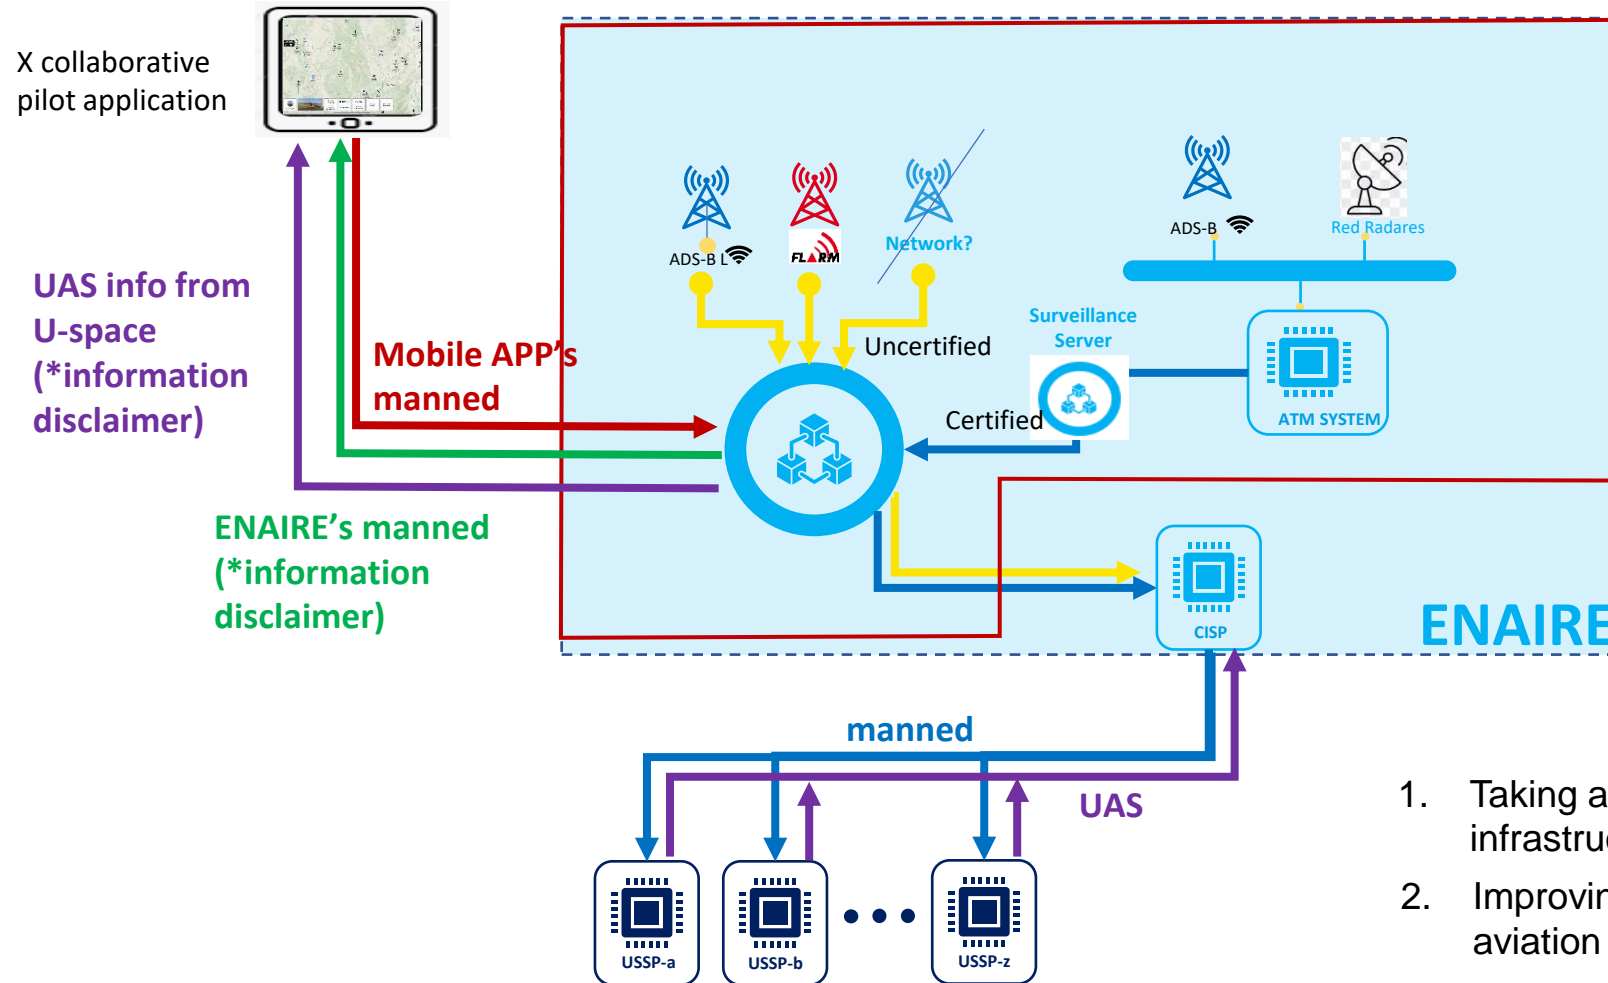 X collaborative
pilot application
ADS-B L
FLARM
Network?
ADS-B
Red Radares
UAS info from
U-space
(*information
disclaimer)
Mobile APP's
manned
Uncertified
Surveillance
Server
Certified
ATM SYSTEM
ENAIRE's manned
(*information
disclaimer)
CISP
ENAIRE
manned
UAS
USSP-a
USSP-b
USSP-z
1. Taking a
infrastru
2. Improvin
aviation